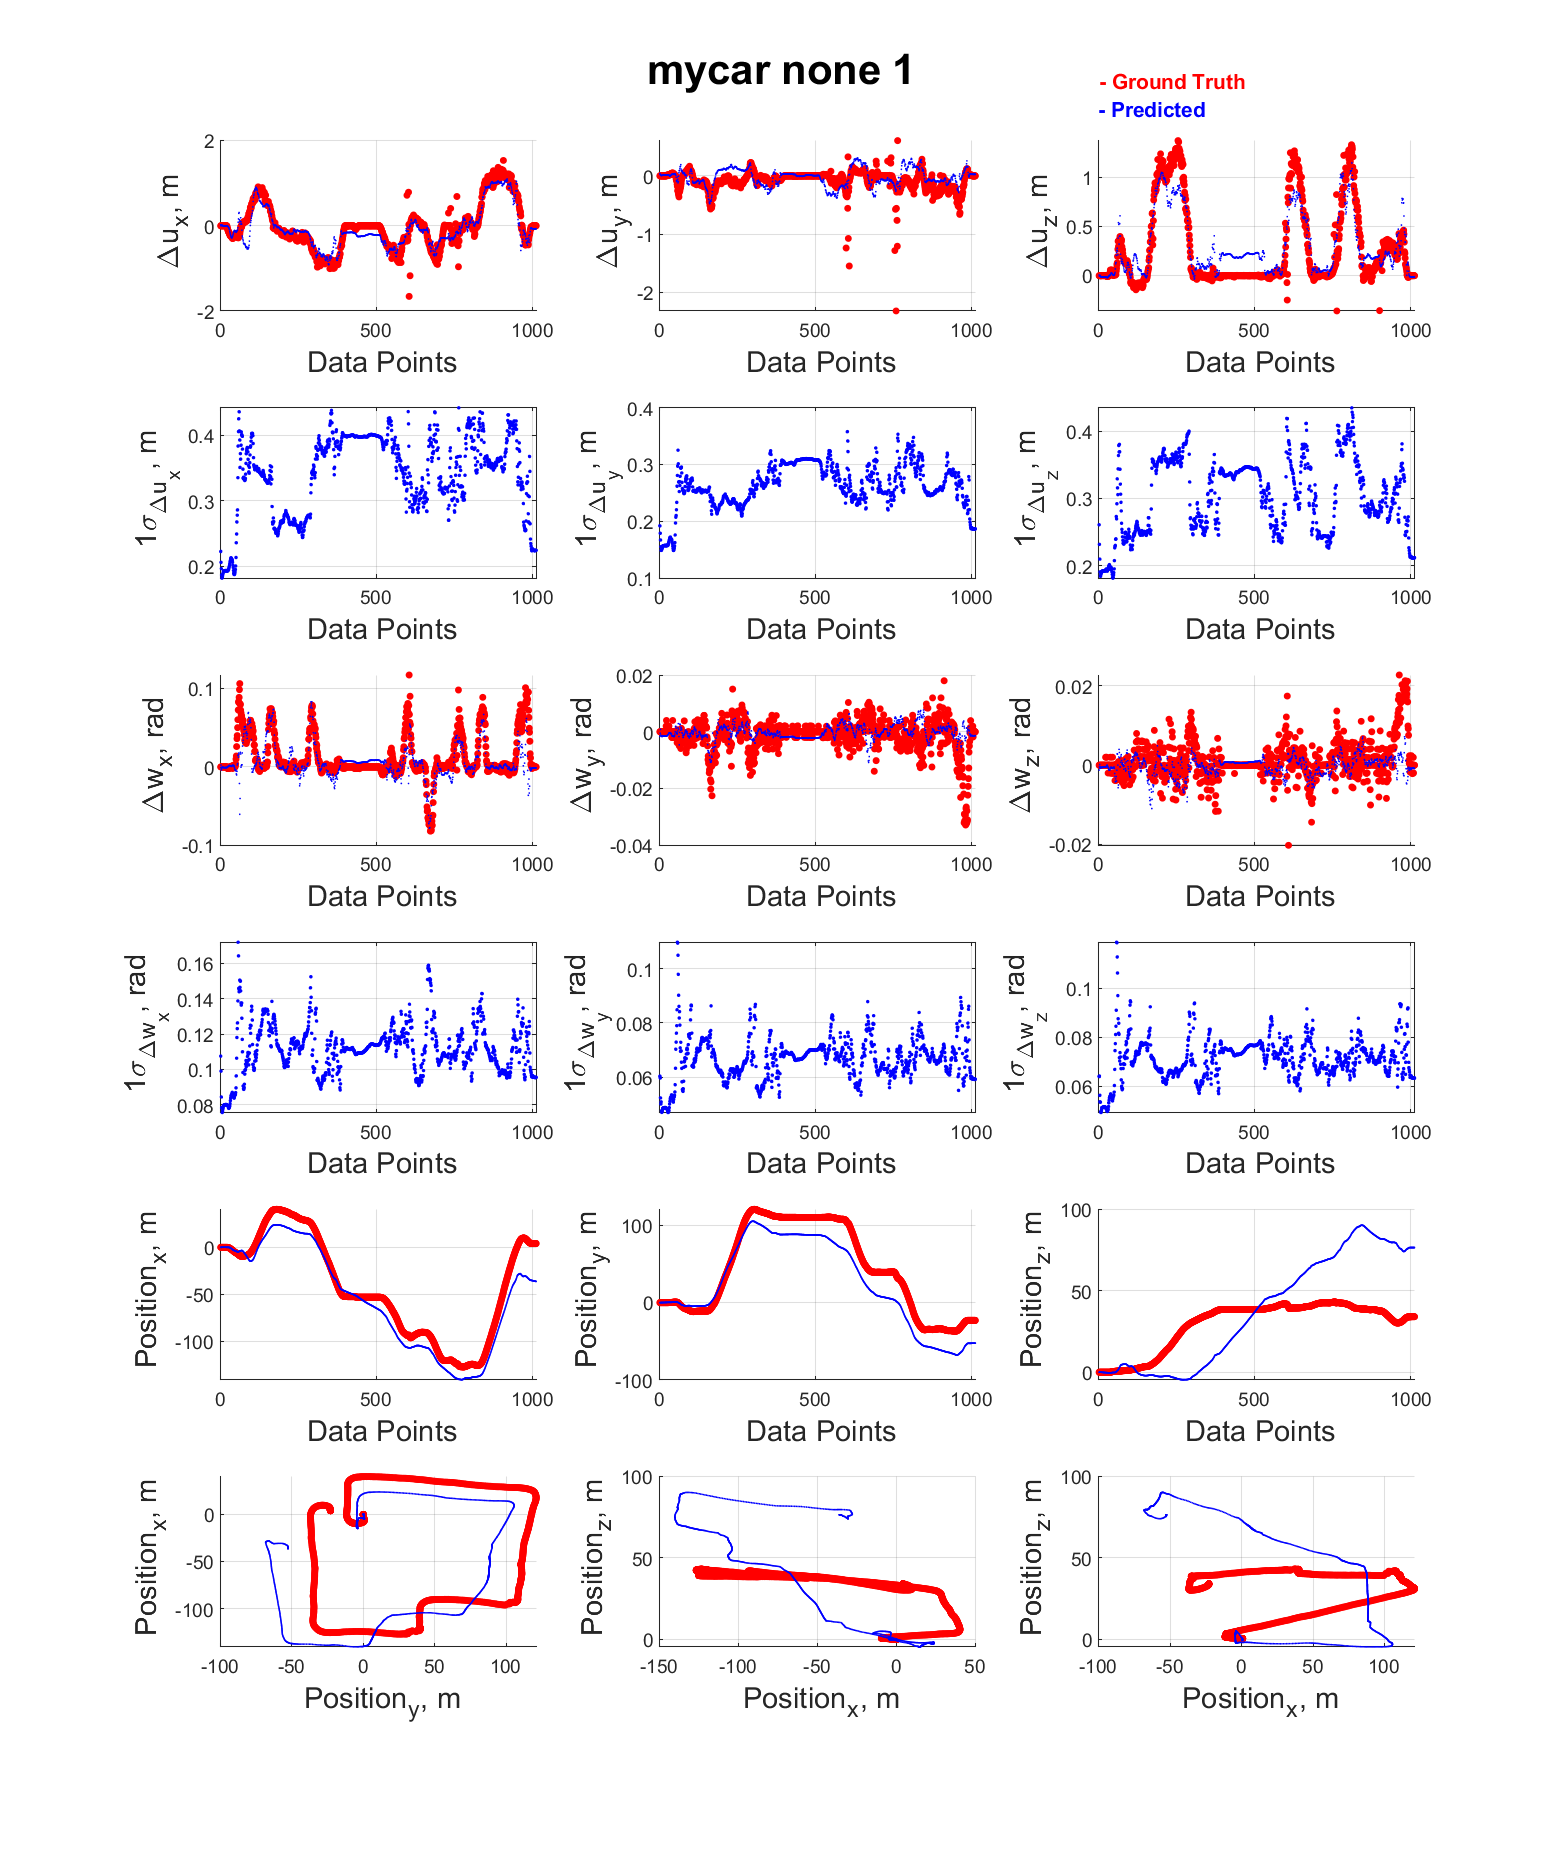 mycar none 1
- Ground Truth
- Predicted
2
0
-2
0 500 1000
Δu_x, m
Data Points
0
-1
-2
0 500 1000
Δu_y, m
Data Points
1
0.5
0
0 500 1000
Δu_z, m
Data Points
0.4
0.3
0.2
0 500 1000
1σ_Δu_x, m
Data Points
0.4
0.3
0.2
0.1
0 500 1000
1σ_Δu_y, m
Data Points
0.4
0.3
0.2
0 500 1000
1σ_Δu_z, m
Data Points
0.1
0
-0.1
0 500 1000
Δw_x, rad
Data Points
0.02
0
-0.02
-0.04
0 500 1000
Δw_y, rad
Data Points
0.02
0
-0.02
0 500 1000
Δw_z, rad
Data Points
0.16
0.14
0.12
0.1
0.08
0 500 1000
1σ_Δw_x, rad
Data Points
0.1
0.08
0.06
0 500 1000
1σ_Δw_y, rad
Data Points
0.1
0.08
0.06
0 500 1000
1σ_Δw_z, rad
Data Points
0
-50
-100
0 500 1000
Position_x, m
Data Points
100
0
-100
0 500 1000
Position_y, m
Data Points
100
50
0
0 500 1000
Position_z, m
Data Points
0
-50
-100
-100 -50 0 50 100
Position_x, m
Position_y, m
100
50
0
-150 -100 -50 0 50
Position_z, m
Position_x, m
100
50
0
-100 -50 0 50 100
Position_z, m
Position_x, m